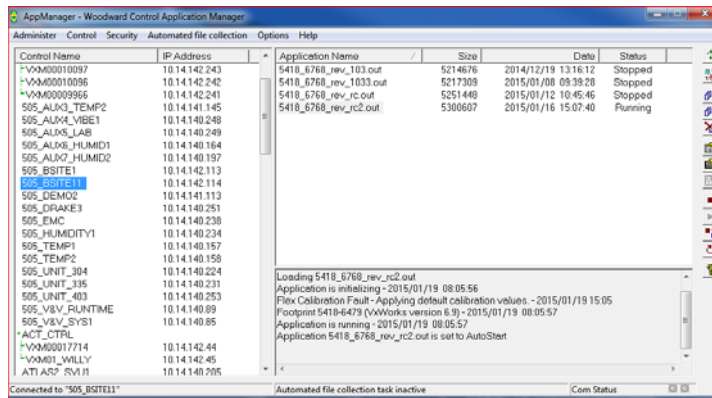 AppManager - Woodward Control Application Manager
Administer Control Security Automated file collection Options Help
Control Name IP Address
VXM00010097 10.14.142.243
VXM00010096 10.14.142.242
VXM00009966 10.14.142.241
505_AUX3_TEMP2 10.14.141.145
505_AUX4_VIBE1 10.14.140.248
505_AUX5_LAB 10.14.140.249
505_AUX6_HUMID1 10.14.140.164
505_AUX7_HUMID2 10.14.140.197
505_BSITE1 10.14.142.113
505_BSITE11 10.14.142.114
505_DEMO2 10.14.141.113
505_DRAKE3 10.14.140.251
505_EMC 10.14.140.238
505_HUMIDITY1 10.14.140.234
505_TEMP1 10.14.140.157
505_TEMP2 10.14.140.158
505_UNIT_304 10.14.140.224
505_UNIT_335 10.14.140.231
505_UNIT_403 10.14.140.253
505_V&V_RUNTIME 10.14.140.89
505_V&V_SYS1 10.14.140.85
ACT_CTRL
VXM00017714 10.14.142.44
VXM01_WILLY 10.14.142.45
ATLAS2_SVU1 10.14.140.205
Application Name Size Date Status
5418_6768_rev_103.out 5214676 2014/12/19 13:16:12 Stopped
5418_6768_rev_1033.out 5217309 2015/01/08 09:39:28 Stopped
5418_6768_rev_rc.out 5251448 2015/01/12 10:45:46 Stopped
5418_6768_rev_rc2.out 5300607 2015/01/16 15:07:40 Running
Loading 5418_6768_rev_rc2.out
Application is initializing - 2015/01/19 08:05:56
Flex Calibration Fault - Applying default calibration values. - 2015/01/19 15:05
Footprint 5418-6479 (VxWorks version 6.9) - 2015/01/19 08:05:57
Application is running - 2015/01/19 08:05:57
Application 5418_6768_rev_rc2.out is set to AutoStart
Connected to "505_BSITE11" Automated file collection task inactive Com Status